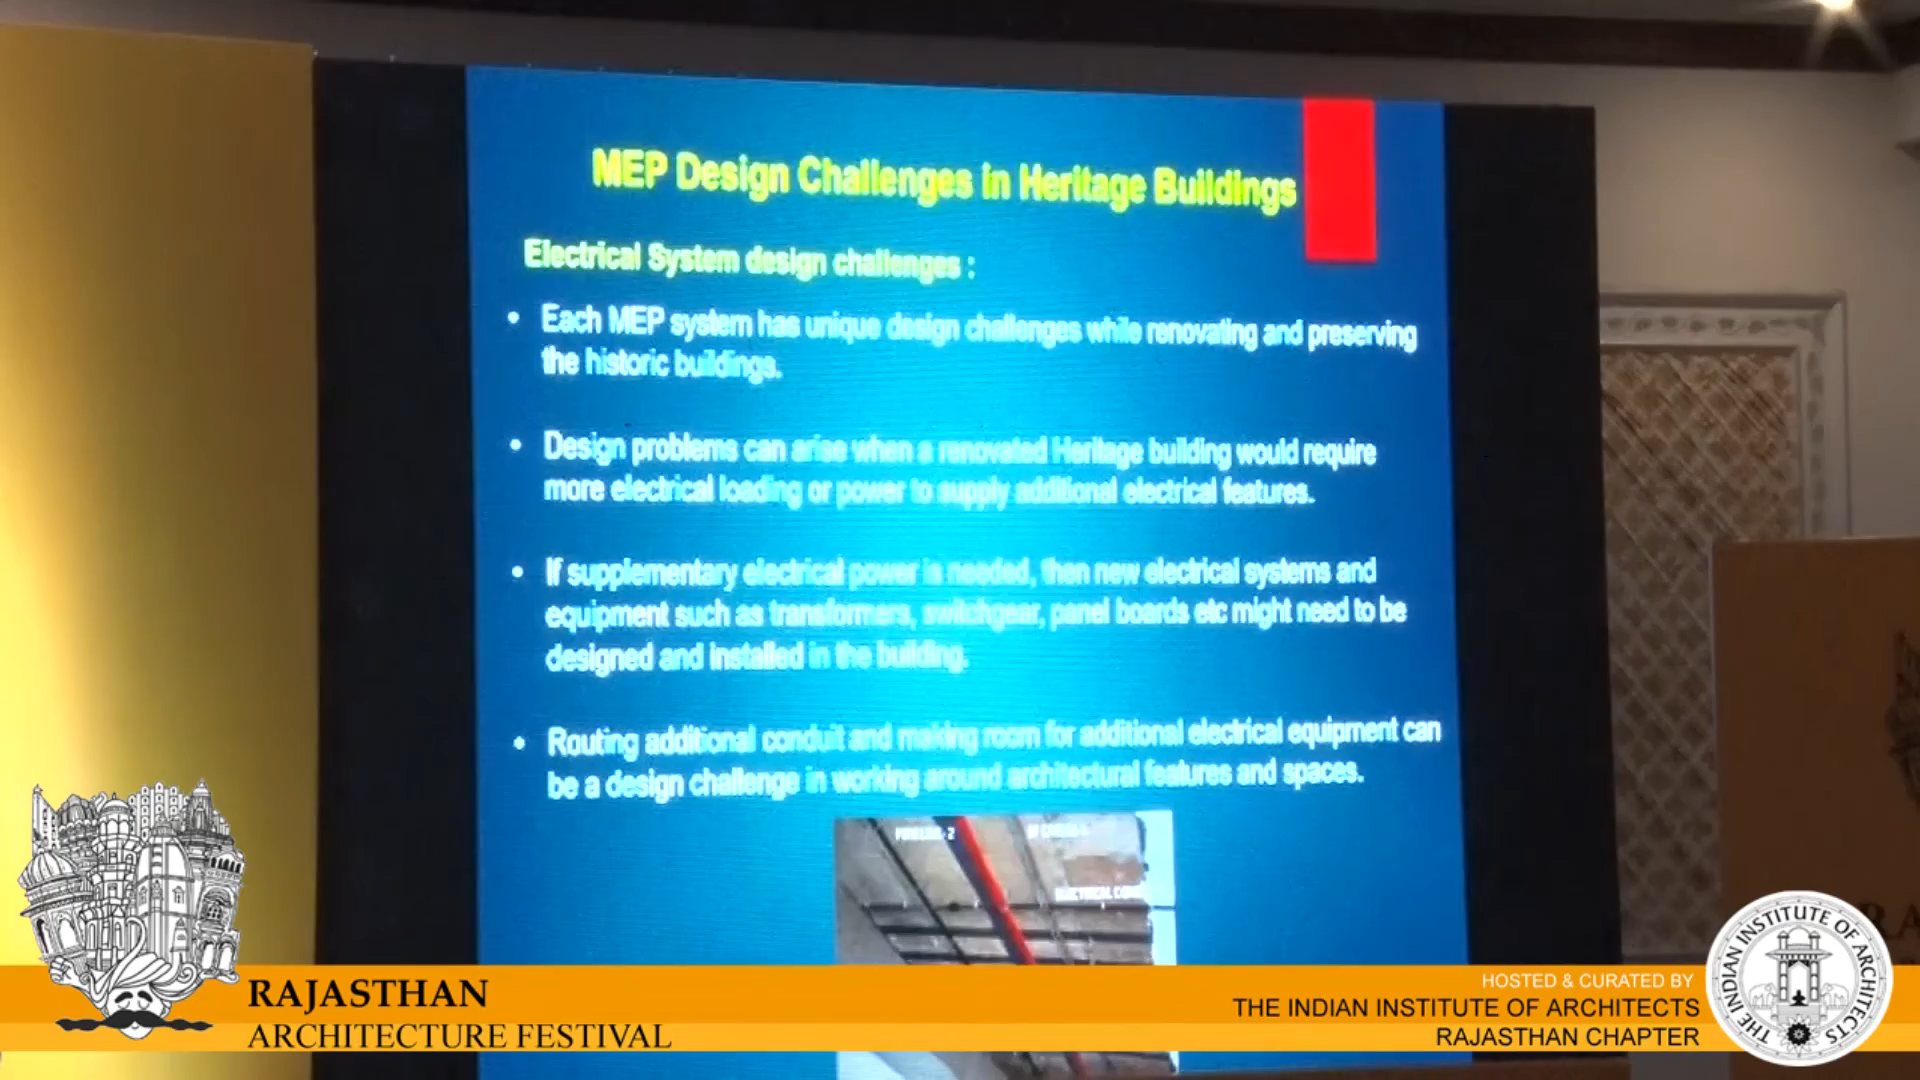 MEP Design Challenges in Heritage Buildings
Electrical System design challenges :
• Each MEP system has unique design challenges while renovating and preserving
the historic buildings.
• Design problems can arise when a renovated Heritage building would require
more electrical loading or power to supply additional electrical features.
• If supplementary electrical power is needed, then new electrical systems and
equipment such as transformers, switchgear, panel boards etc might need to be
designed and installed in the building.
• Routing additional conduit and making room for additional electrical equipment can
be a design challenge in working around architectural features and spaces.
RAJASTHAN
ARCHITECTURE FESTIVAL
HOSTED & CURATED BY
THE INDIAN INSTITUTE OF ARCHITECTS
RAJASTHAN CHAPTER
THE INDIAN INSTITUTE OF ARCHITECTS